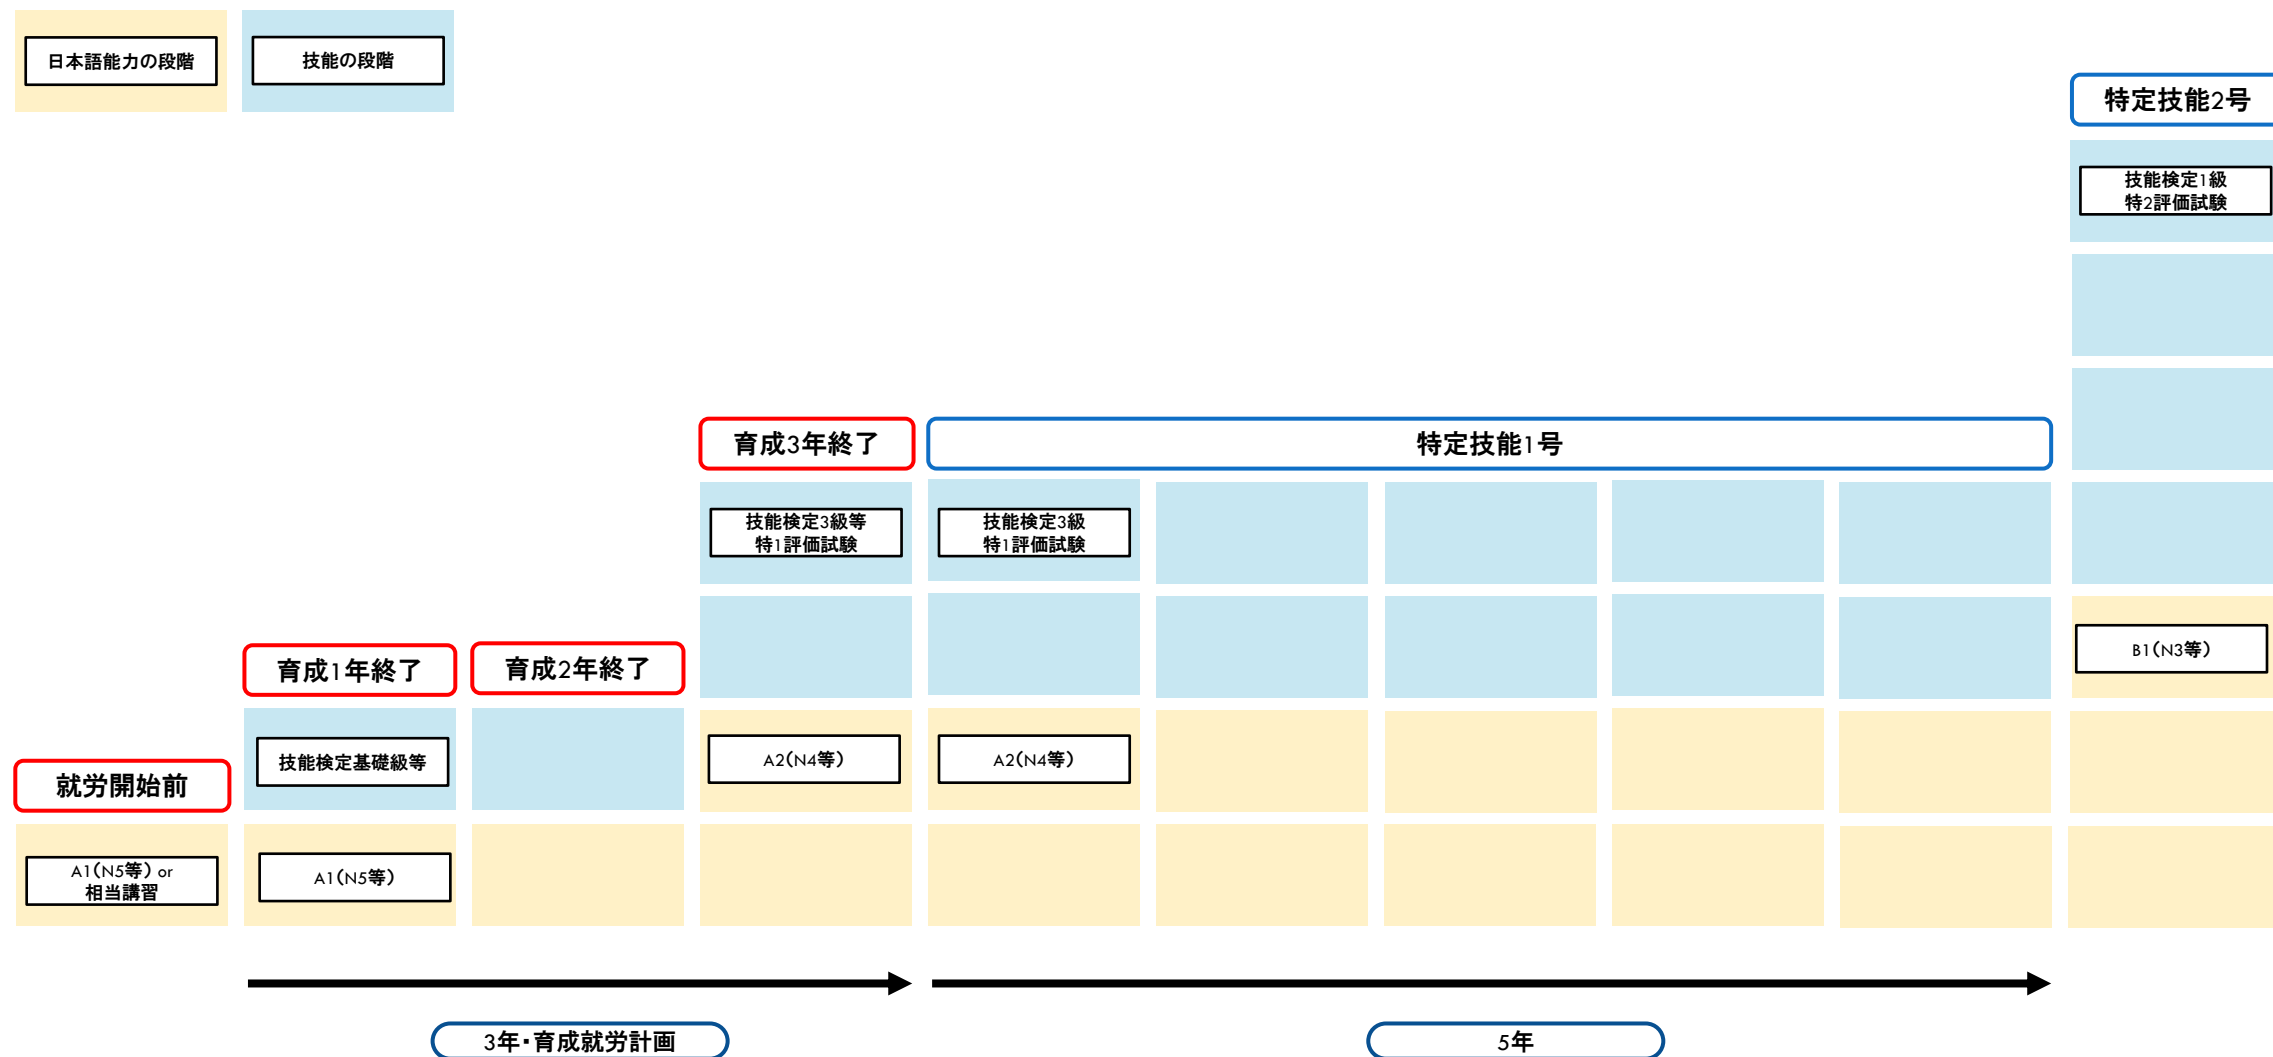 日本語能力の段階
技能の段階
特定技能2号
技能検定1級
特2評価試験
育成3年終了
特定技能1号
技能検定3級等
特1評価試験
技能検定3級
特1評価試験
育成1年終了
育成2年終了
B1(N3等)
技能検定基礎級等
A2(N4等)
A2(N4等)
就労開始前
A1(N5等) or
相当講習
A1(N5等)
3年・育成就労計画
5年